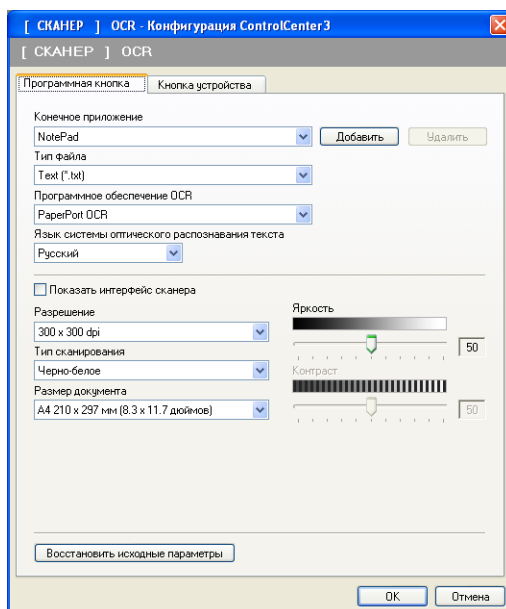 [ СКАНЕР ] OCR - Конфигурация ControlCenter3
[ СКАНЕР ] OCR
Программная кнопка Кнопка устройства
Конечное приложение
NotePad Добавить Удалить
Тип файла
Text (*.txt)
Программное обеспечение OCR
PaperPort OCR
Язык системы оптического распознавания текста
Русский
Показать интерфейс сканера
Разрешение Яркость
300 x 300 dpi 50
Тип сканирования
Черно-белое Контраст
Размер документа
A4 210 x 297 мм (8.3 x 11.7 дюймов) 50
Восстановить исходные параметры
OK Отмена